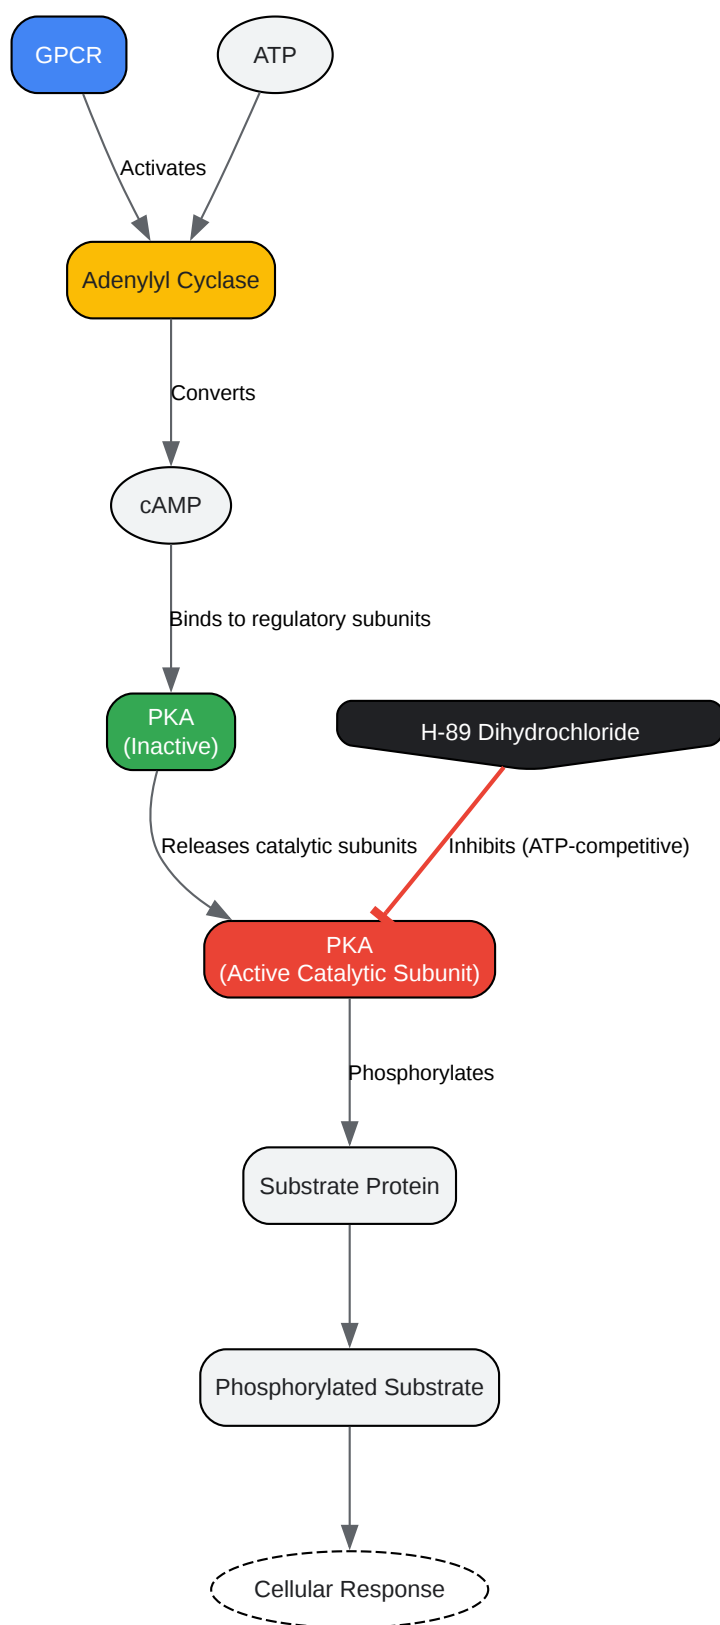 GPCR
ATP
Activates
Adenylyl Cyclase
Converts
cAMP
Binds to regulatory subunits
PKA
(Inactive)
H-89 Dihydrochloride
Releases catalytic subunits
Inhibits (ATP-competitive)
PKA
(Active Catalytic Subunit)
Phosphorylates
Substrate Protein
Phosphorylated Substrate
Cellular Response